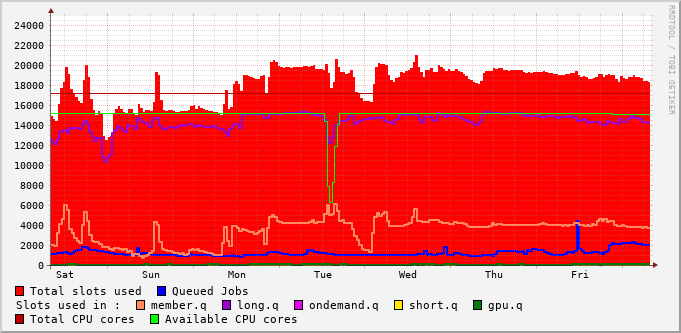 24000
22000
20000
18000
16000
14000
12000
10000
8000
6000
4000
2000
0
Sat Sun Mon Tue Wed Thu Fri
RRDTOOL / TOBI OETIKER
Total slots used Queued Jobs
Slots used in : member.q long.q ondemand.q short.q gpu.q
Total CPU cores Available CPU cores